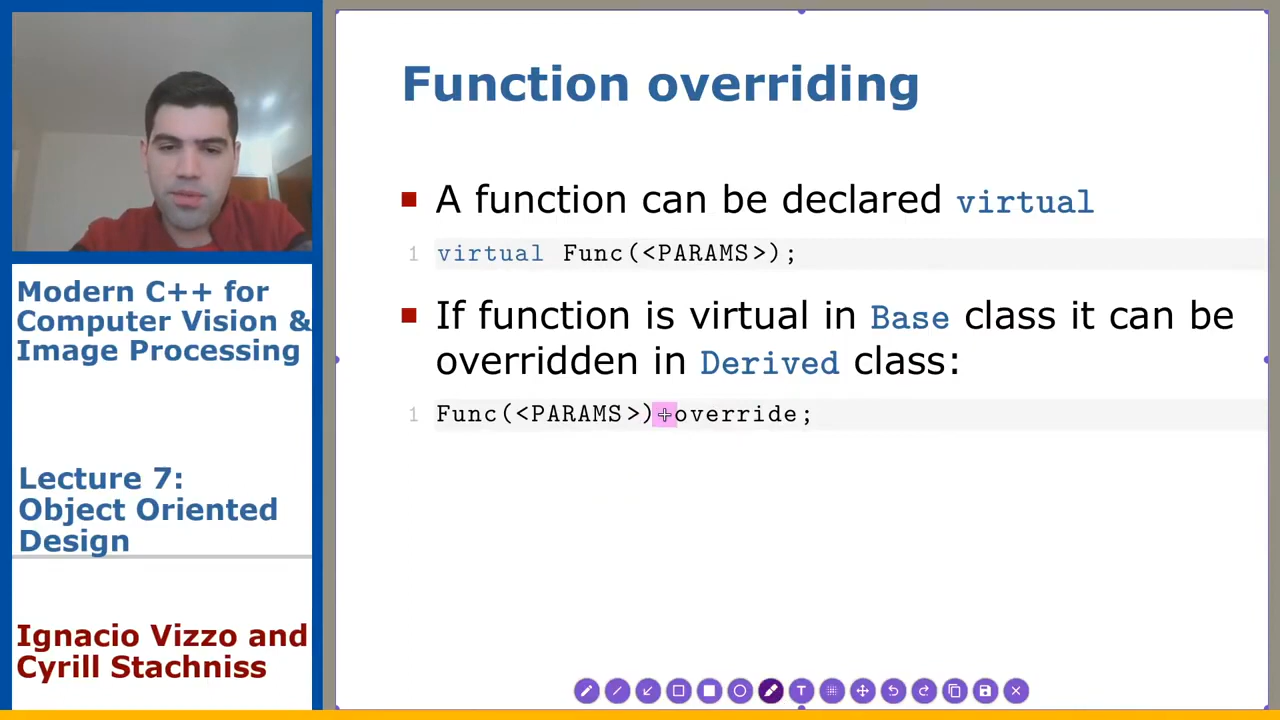 Function overriding
A function can be declared virtual
1 virtual Func(<PARAMS>);
If function is virtual in Base class it can be
overridden in Derived class:
1 Func(<PARAMS>) override;
Modern C++ for
Computer Vision &
Image Processing
Lecture 7:
Object Oriented
Design
Ignacio Vizzo and
Cyrill Stachniss
T